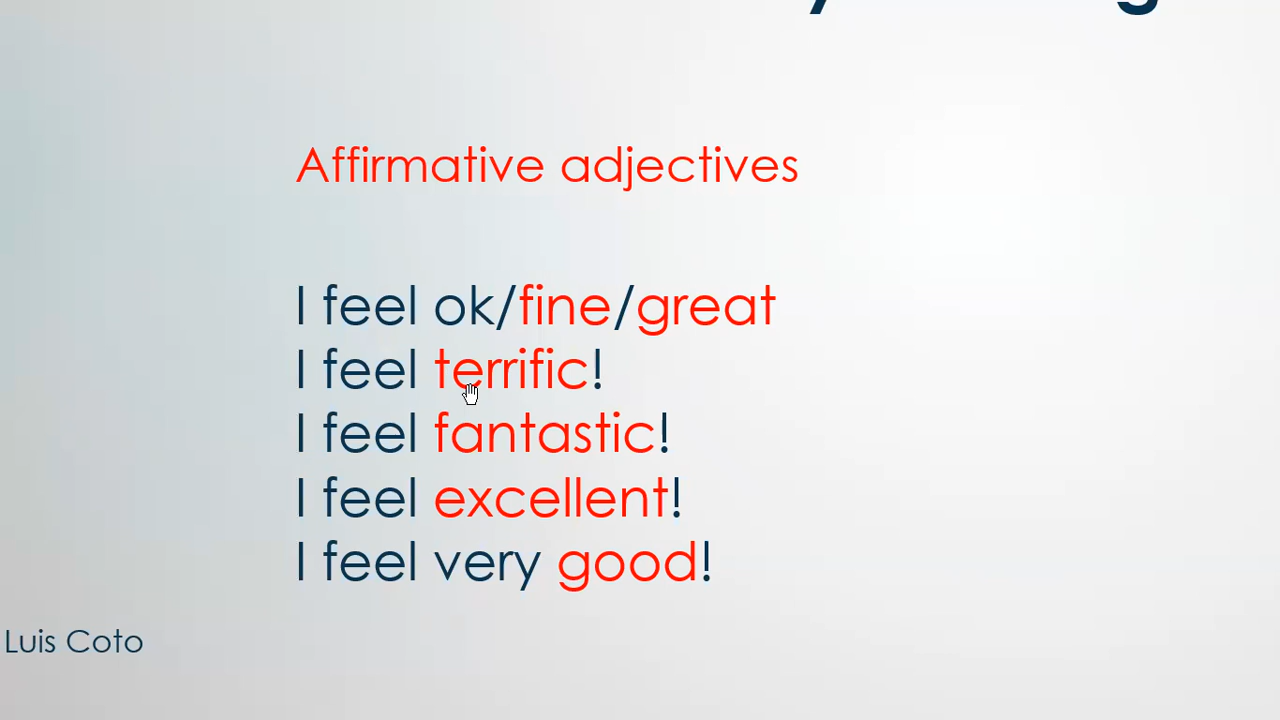 Affirmative adjectives
I feel ok/fine/great
I feel terrific!
I feel fantastic!
I feel excellent!
I feel very good!
Luis Coto